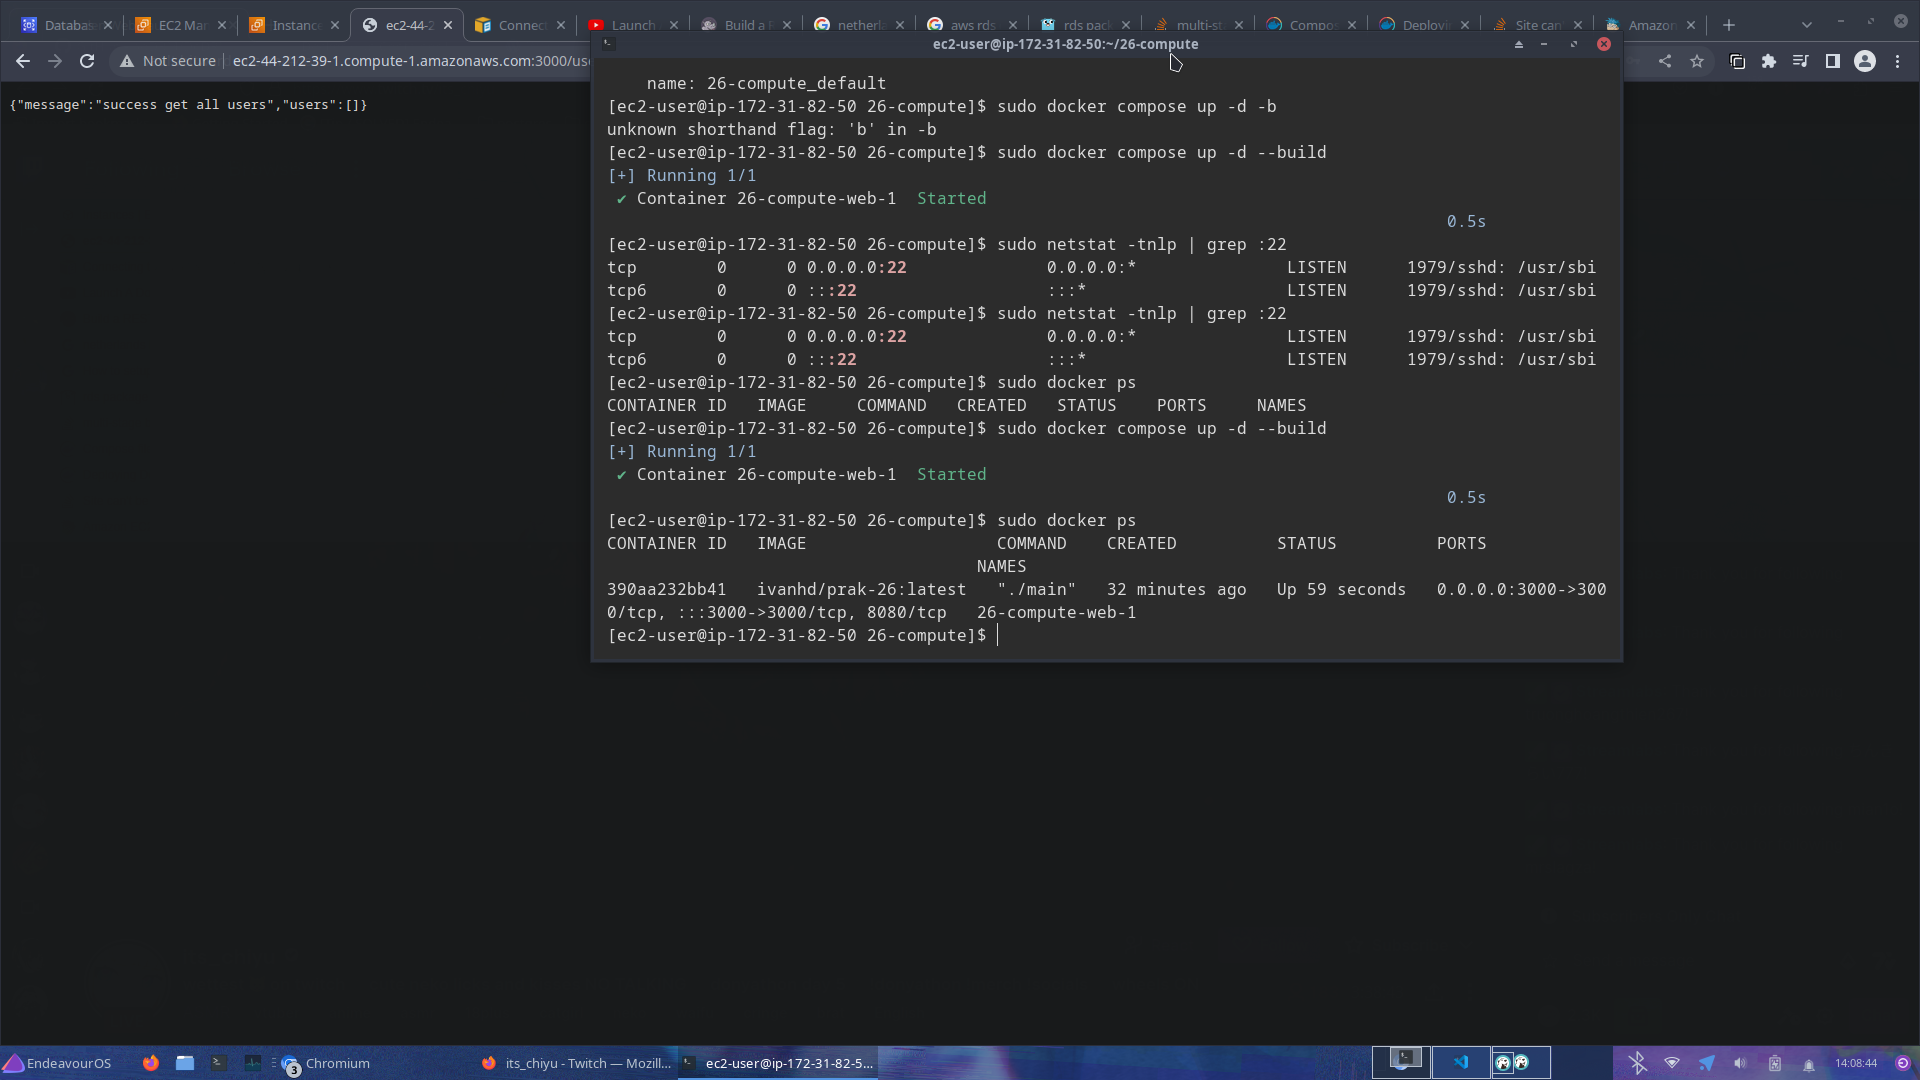 Databas
EC2 Mar
Instance
ec2-44-2
Connect
Launch
Build a
netherla
aws rds
rds pack
multi-st
Compos
Deployin
Site can
Amazon
Not secure
ec2-44-212-39-1.compute-1.amazonaws.com:3000/use
{"message":"success get all users","users":[]}
ec2-user@ip-172-31-82-50:~/26-compute
name: 26-compute_default
[ec2-user@ip-172-31-82-50 26-compute]$ sudo docker compose up -d -b
unknown shorthand flag: 'b' in -b
[ec2-user@ip-172-31-82-50 26-compute]$ sudo docker compose up -d --build
[+] Running 1/1
✔ Container 26-compute-web-1  Started
0.5s
[ec2-user@ip-172-31-82-50 26-compute]$ sudo netstat -tnlp | grep :22
tcp        0      0 0.0.0.0:22              0.0.0.0:*               LISTEN      1979/sshd: /usr/sbi
tcp6       0      0 :::22                   :::*                    LISTEN      1979/sshd: /usr/sbi
[ec2-user@ip-172-31-82-50 26-compute]$ sudo netstat -tnlp | grep :22
tcp        0      0 0.0.0.0:22              0.0.0.0:*               LISTEN      1979/sshd: /usr/sbi
tcp6       0      0 :::22                   :::*                    LISTEN      1979/sshd: /usr/sbi
[ec2-user@ip-172-31-82-50 26-compute]$ sudo docker ps
CONTAINER ID   IMAGE     COMMAND   CREATED   STATUS    PORTS     NAMES
[ec2-user@ip-172-31-82-50 26-compute]$ sudo docker compose up -d --build
[+] Running 1/1
✔ Container 26-compute-web-1  Started
0.5s
[ec2-user@ip-172-31-82-50 26-compute]$ sudo docker ps
CONTAINER ID   IMAGE                   COMMAND    CREATED          STATUS          PORTS
NAMES
390aa232bb41   ivanhd/prak-26:latest   "./main"   32 minutes ago   Up 59 seconds   0.0.0.0:3000->300
0/tcp, :::3000->3000/tcp, 8080/tcp   26-compute-web-1
[ec2-user@ip-172-31-82-50 26-compute]$
EndeavourOS
3
Chromium
its_chiyu - Twitch — Mozill...
ec2-user@ip-172-31-82-5...
14:08:44